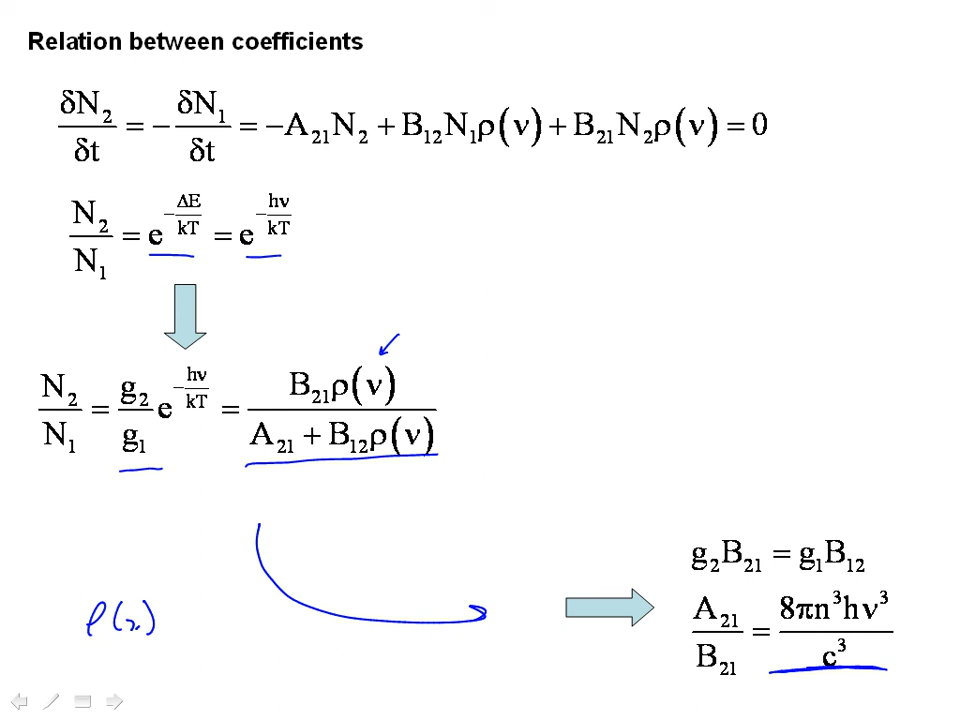 Relation between coefficients
δN₂/δt = −δN₁/δt = −A₂₁N₂ + B₁₂N₁ρ(ν) + B₂₁N₂ρ(ν) = 0
N₂/N₁ = e^(−ΔE/kT) = e^(−hν/kT)
N₂/N₁ = g₂/g₁ e^(−hν/kT) = B₂₁ρ(ν)/(A₂₁ + B₁₂ρ(ν))
g₂B₂₁ = g₁B₁₂
A₂₁/B₂₁ = 8πn³hν³/c³